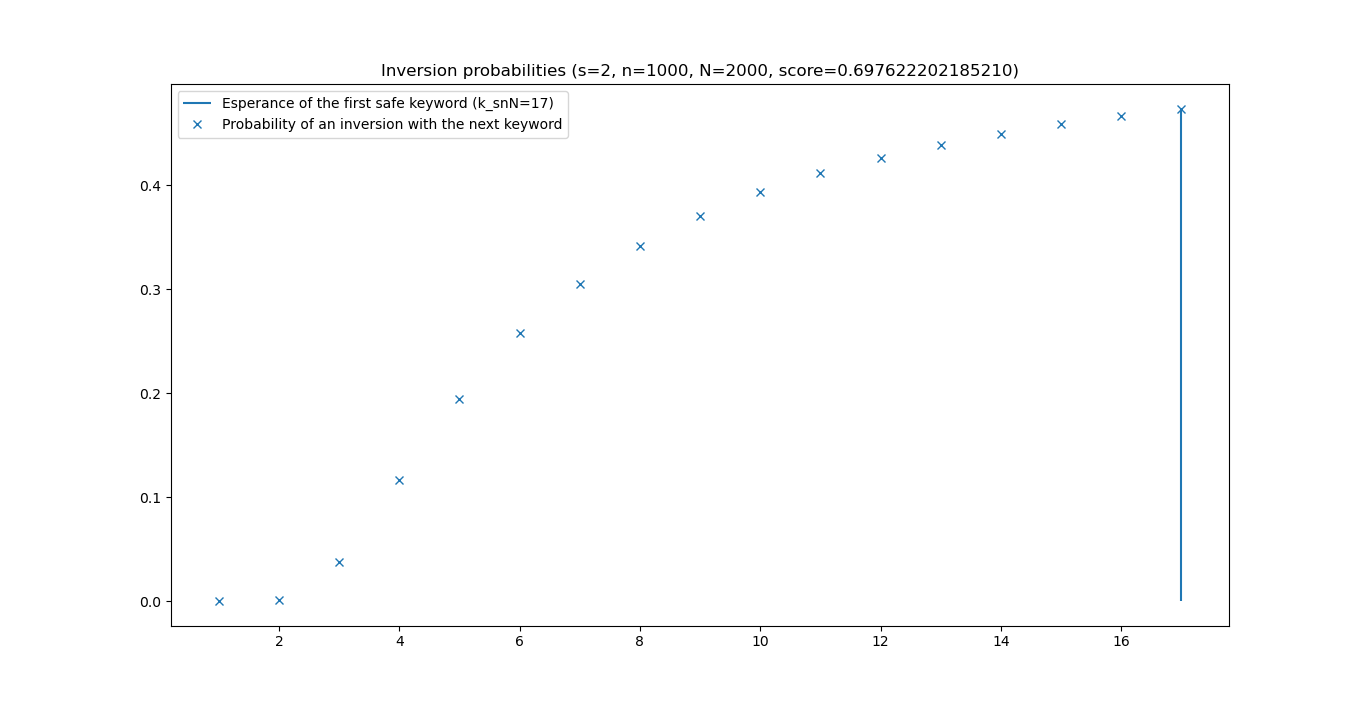 Inversion probabilities (s=2, n=1000, N=2000, score=0.697622202185210)
Esperance of the first safe keyword (k_snN=17)
Probability of an inversion with the next keyword
0.4
0.3
0.2
0.1
0.0
2 4 6 8 10 12 14 16